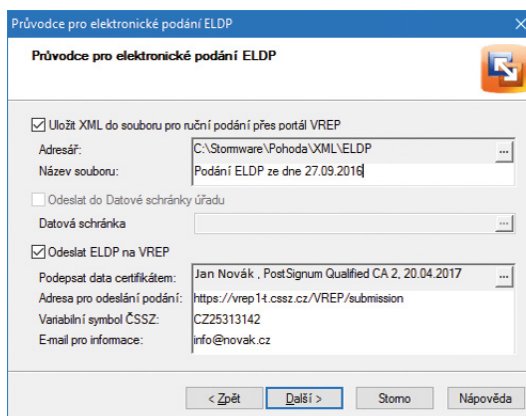 Průvodce pro elektronické podání ELDP
Průvodce pro elektronické podání ELDP
Uložit XML do souboru pro ruční podání přes portál VREP
Adresář: C:\Stormware\Pohoda\XML\ELDP ...
Název souboru: Podání ELDP ze dne 27.09.2016
Odeslat do Datové schránky úřadu
Datová schránka ...
Odeslat ELDP na VREP
Podepsat data certifikátem: Jan Novák , PostSignum Qualified CA 2, 20.04.2017 ...
Adresa pro odeslání podání: https://vrep1-t.cssz.cz/VREP/submission
Variabilní symbol ČSSZ: CZ25313142
E-mail pro informace: info@novak.cz
< Zpět Další > Storno Nápověda